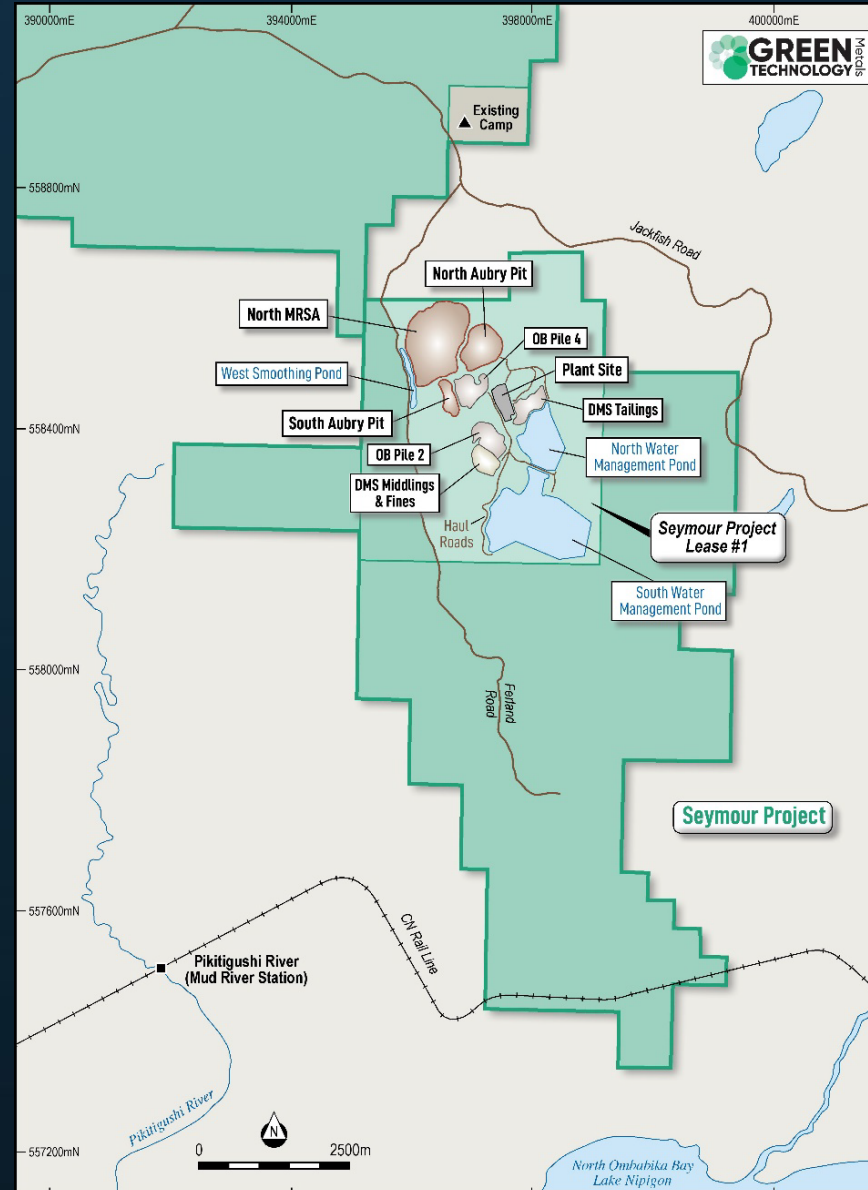 390000mE
394000mE
398000mE
400000mE
GREEN
TECHNOLOGY
Metals
Existing
Camp
558800mN
Jackfish Road
North Aubry Pit
North MRSA
OB Pile 4
West Smoothing Pond
Plant Site
South Aubry Pit
DMS Tailings
558400mN
OB Pile 2
North Water
Management Pond
DMS Middlings
& Fines
Haul
Roads
Seymour Project
Lease #1
South Water
Management Pond
558000mN
Ferland
Road
Seymour Project
557600mN
CN Rail Line
Pikitigushi River
(Mud River Station)
Pikitigushi River
N
0
2500m
557200mN
North Ombabika Bay
Lake Nipigon